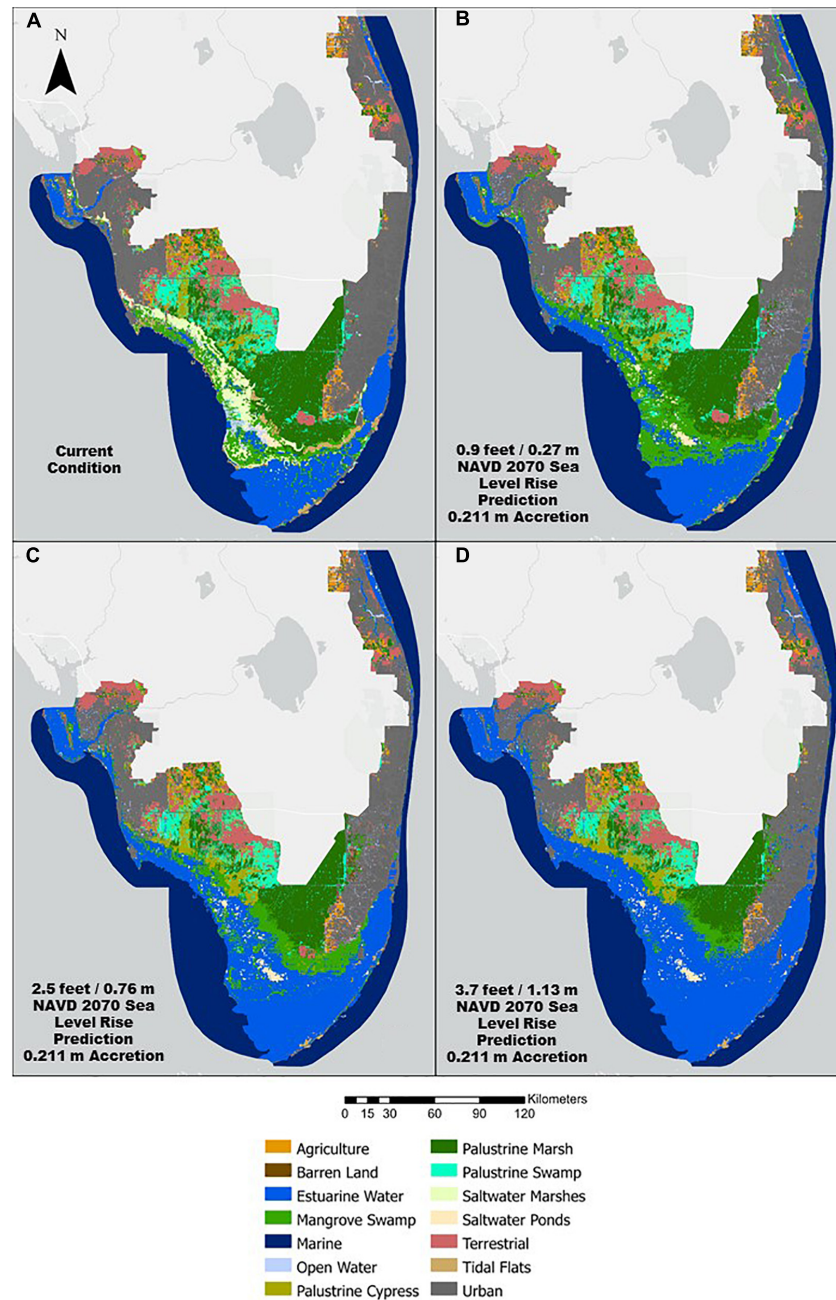 A
N
Current
Condition
B
0.9 feet / 0.27 m
NAVD 2070 Sea
Level Rise
Prediction
0.211 m Accretion
C
2.5 feet / 0.76 m
NAVD 2070 Sea
Level Rise
Prediction
0.211 m Accretion
D
3.7 feet / 1.13 m
NAVD 2070 Sea
Level Rise
Prediction
0.211 m Accretion
Kilometers
0 15 30 60 90 120
Agriculture
Barren Land
Estuarine Water
Mangrove Swamp
Marine
Open Water
Palustrine Cypress
Palustrine Marsh
Palustrine Swamp
Saltwater Marshes
Saltwater Ponds
Terrestrial
Tidal Flats
Urban